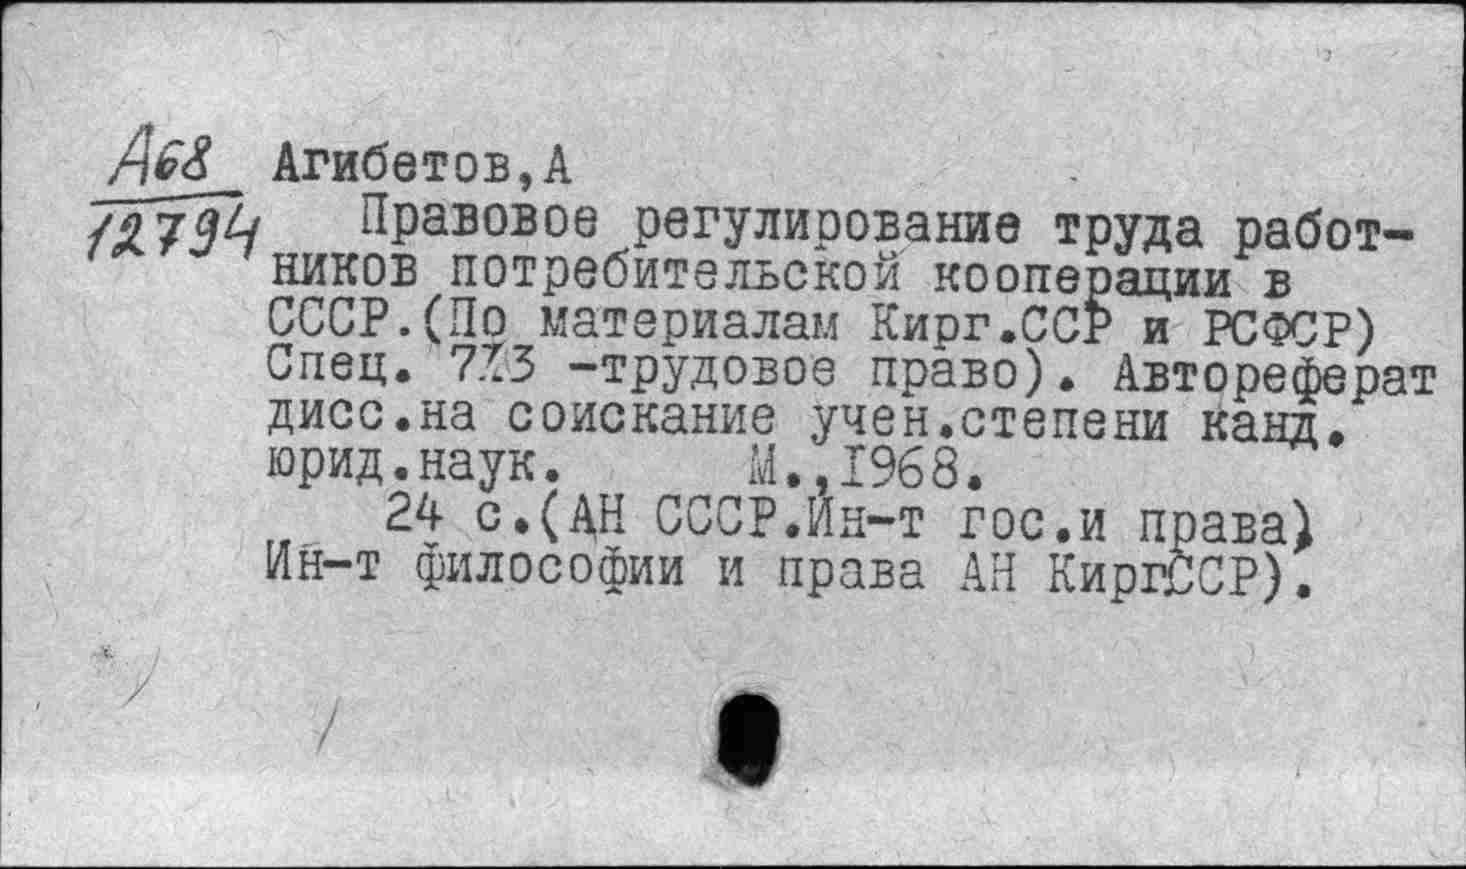 А68 Агибетов,А
12794 Правовое регулирование труда работ-
ников потребительской кооперации в
СССР.(По материалам Кирг.ССР и РСФСР)
Спец. -трудовое право). Автореферат
дисс.на соискание учен.степени канд.
юрид.наук. М.,1968.
24 с.(АН СССР.Ин-т гос.и права)
Ин-т философии и права АН КиргССР).